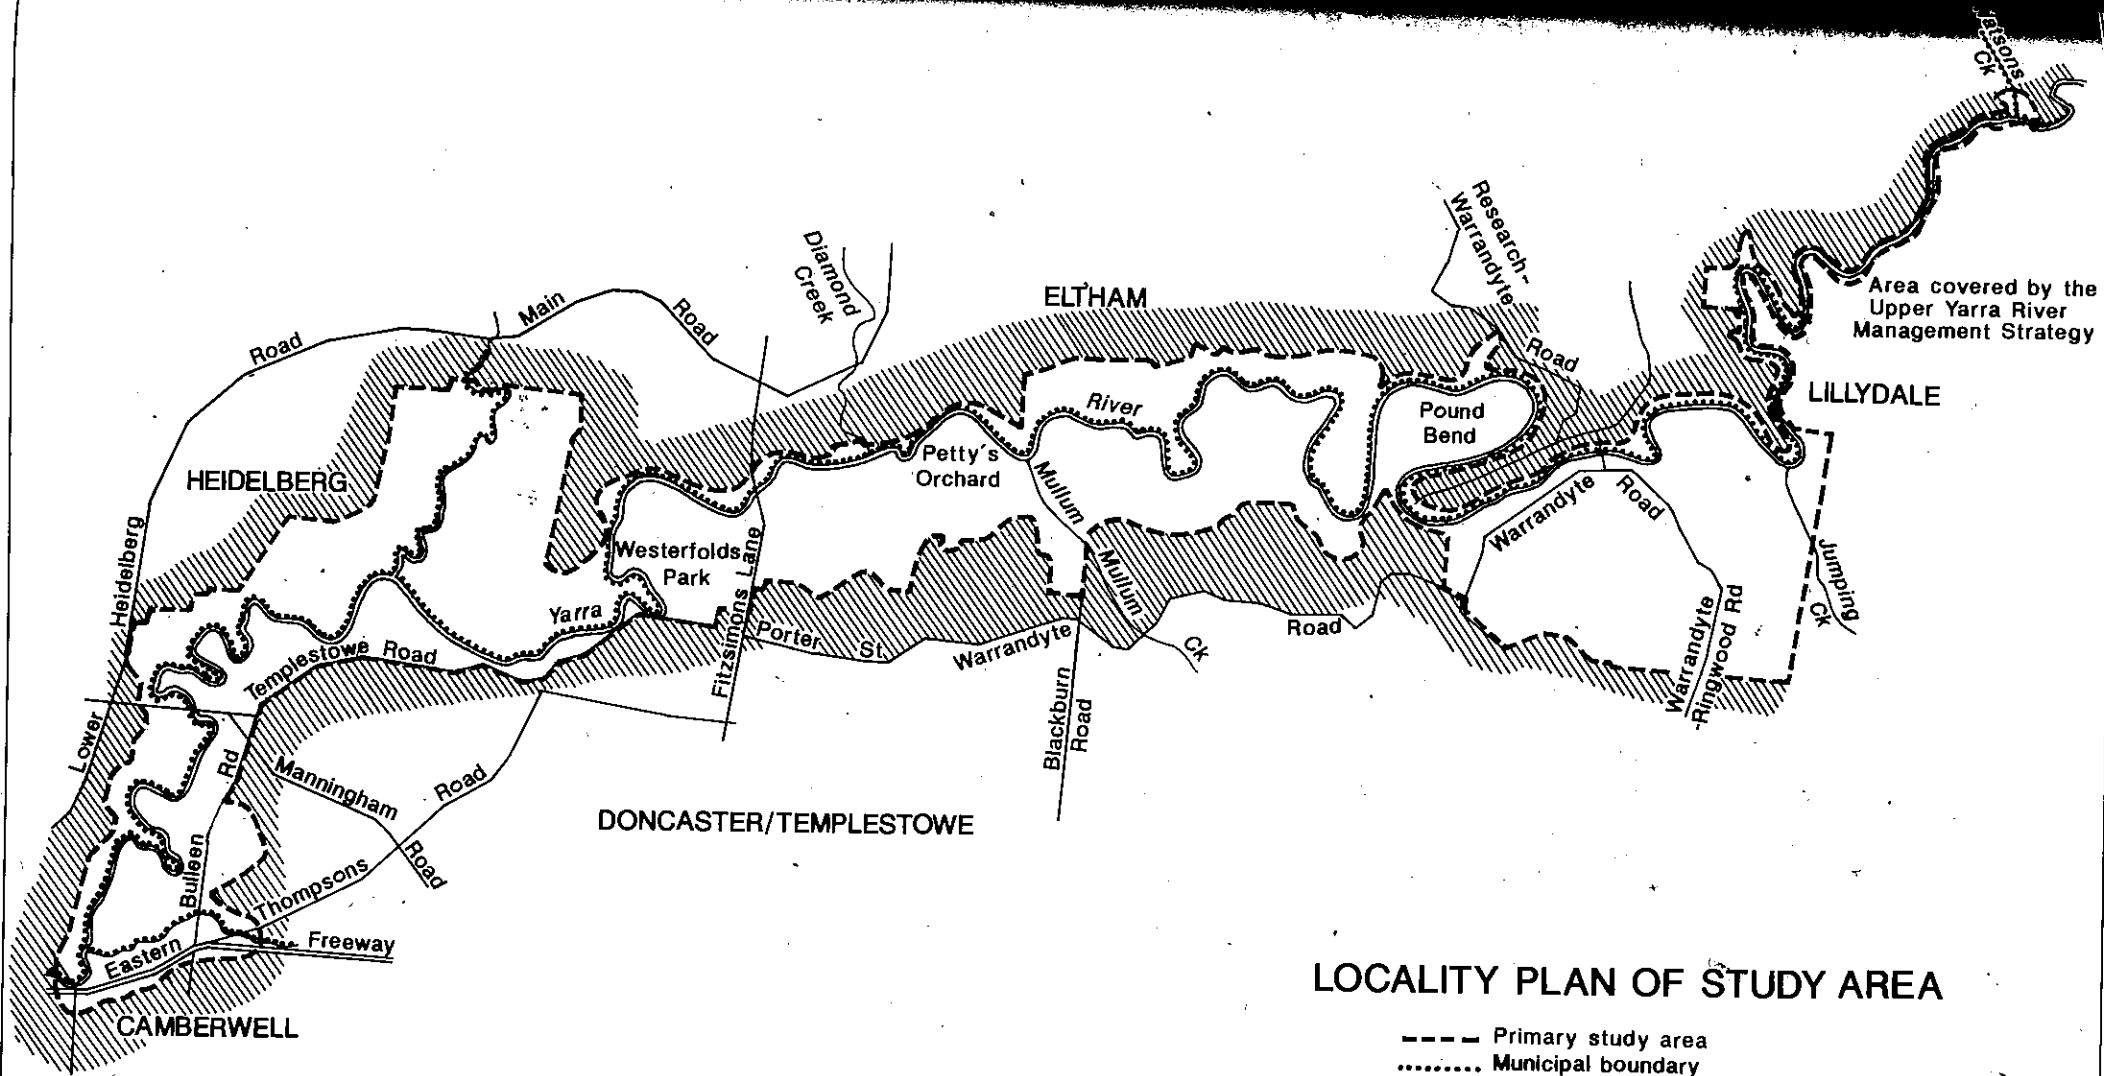 Watsons
Ck
Research-
Warrandyte
Road
Diamond
Creek
ELTHAM
Area covered by the
Upper Yarra River
Management Strategy
Main
Road
Road
LILLYDALE
River
Pound
Bend
Petty's
Orchard
HEIDELBERG
Mullum
Mullum
Ck
Warrandyte
Road
Heidelberg
Lower
Westerfolds
Park
Fitzsimons Lane
Yarra
Jumping
Ck
Templestowe Road
Porter St.
Warrandyte
Road
Warrandyte
-Ringwood Rd
Blackburn
Road
Rd
Bulleen
Manningham
Road
Thompsons
Road
DONCASTER/TEMPLESTOWE
Eastern
Freeway
CAMBERWELL
LOCALITY PLAN OF STUDY AREA
Primary study area
Municipal boundary